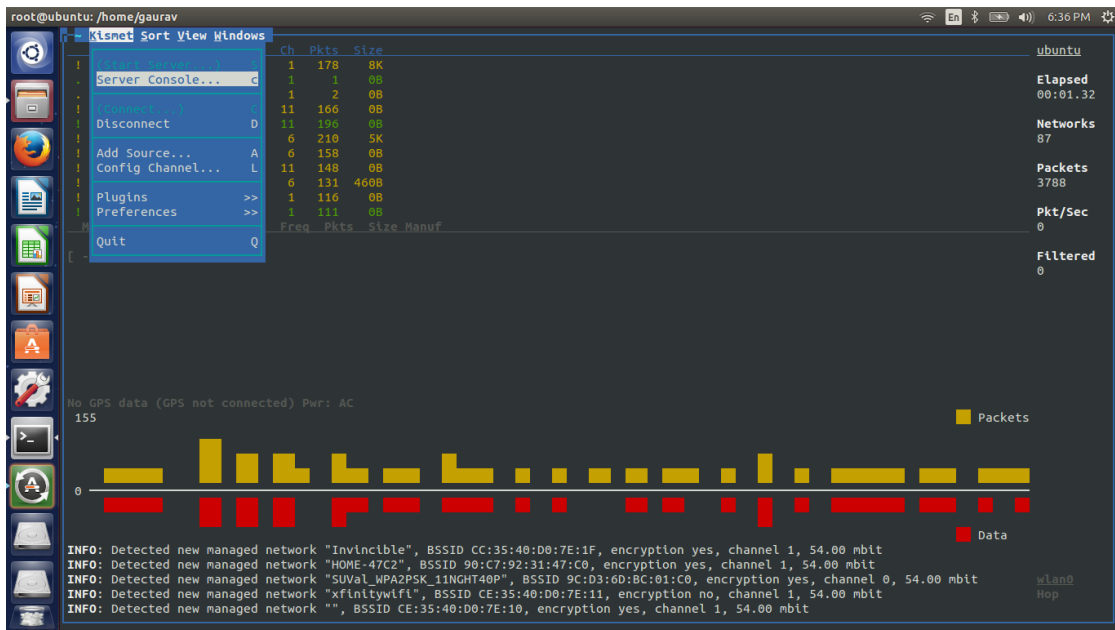 root@ubuntu: /home/gaurav En 6:36 PM
~ Kismet Sort View Windows
Ch Pkts Size ubuntu
! (Start Server...) S 1 178 8K
. Server Console... c 1 1 0B Elapsed
. 1 2 0B 00:01.32
! (Connect...) C 11 166 0B
! Disconnect D 11 196 0B Networks
! 6 210 5K 87
! Add Source... A 6 158 0B
! Config Channel... L 11 148 0B Packets
! 6 131 460B 3788
! Plugins >> 1 116 0B
! Preferences >> 1 111 0B Pkt/Sec
M Freq Pkts Size Manuf 0
Quit Q
[ - Filtered
0
No GPS data (GPS not connected) Pwr: AC
155 Packets
0
Data
INFO: Detected new managed network "Invincible", BSSID CC:35:40:D0:7E:1F, encryption yes, channel 1, 54.00 mbit
INFO: Detected new managed network "HOME-47C2", BSSID 90:C7:92:31:47:C0, encryption yes, channel 1, 54.00 mbit
INFO: Detected new managed network "SUVal_WPA2PSK_11NGHT40P", BSSID 9C:D3:6D:BC:01:C0, encryption yes, channel 0, 54.00 mbit wlan0
INFO: Detected new managed network "xfinitywifi", BSSID CE:35:40:D0:7E:11, encryption no, channel 1, 54.00 mbit Hop
INFO: Detected new managed network "", BSSID CE:35:40:D0:7E:10, encryption yes, channel 1, 54.00 mbit